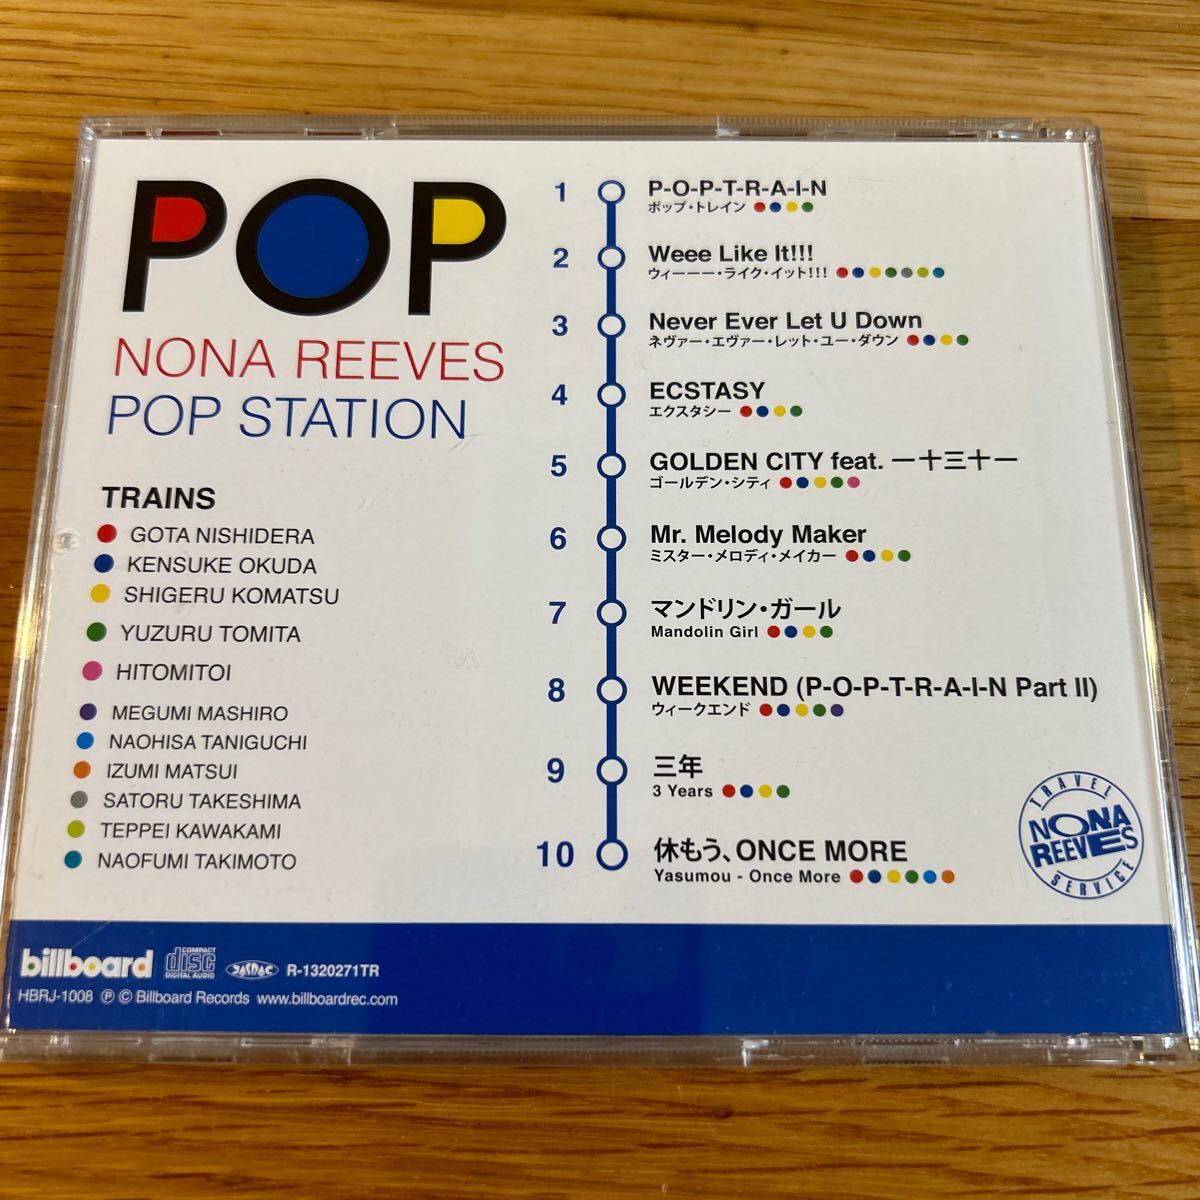 POP
NONA REEVES
POP STATION
TRAINS
GOTA NISHIDERA
KENSUKE OKUDA
SHIGERU KOMATSU
YUZURU TOMITA
HITOMITOI
MEGUMI MASHIRO
NAOHISA TANIGUCHI
IZUMI MATSUI
SATORU TAKESHIMA
TEPPEI KAWAKAMI
NAOFUMI TAKIMOTO
1 P-O-P-T-R-A-I-N
ポップ・トレイン
2 Weee Like It!!!
ウィーーー・ライク・イット!!!
3 Never Ever Let U Down
ネヴァー・エヴァー・レット・ユー・ダウン
4 ECSTASY
エクスタシー
5 GOLDEN CITY feat. 一十三十一
ゴールデン・シティ
6 Mr. Melody Maker
ミスター・メロディ・メイカー
7 マンドリン・ガール
Mandolin Girl
8 WEEKEND (P-O-P-T-R-A-I-N Part II)
ウィークエンド
9 三年
3 Years
10 休もう、ONCE MORE
Yasumou - Once More
TRAVEL
NONA
REEVES
SERVICE
billboard COMPACT disc DIGITAL AUDIO JASRAC R-1320271TR
HBRJ-1008 ℗ © Billboard Records www.billboardrec.com